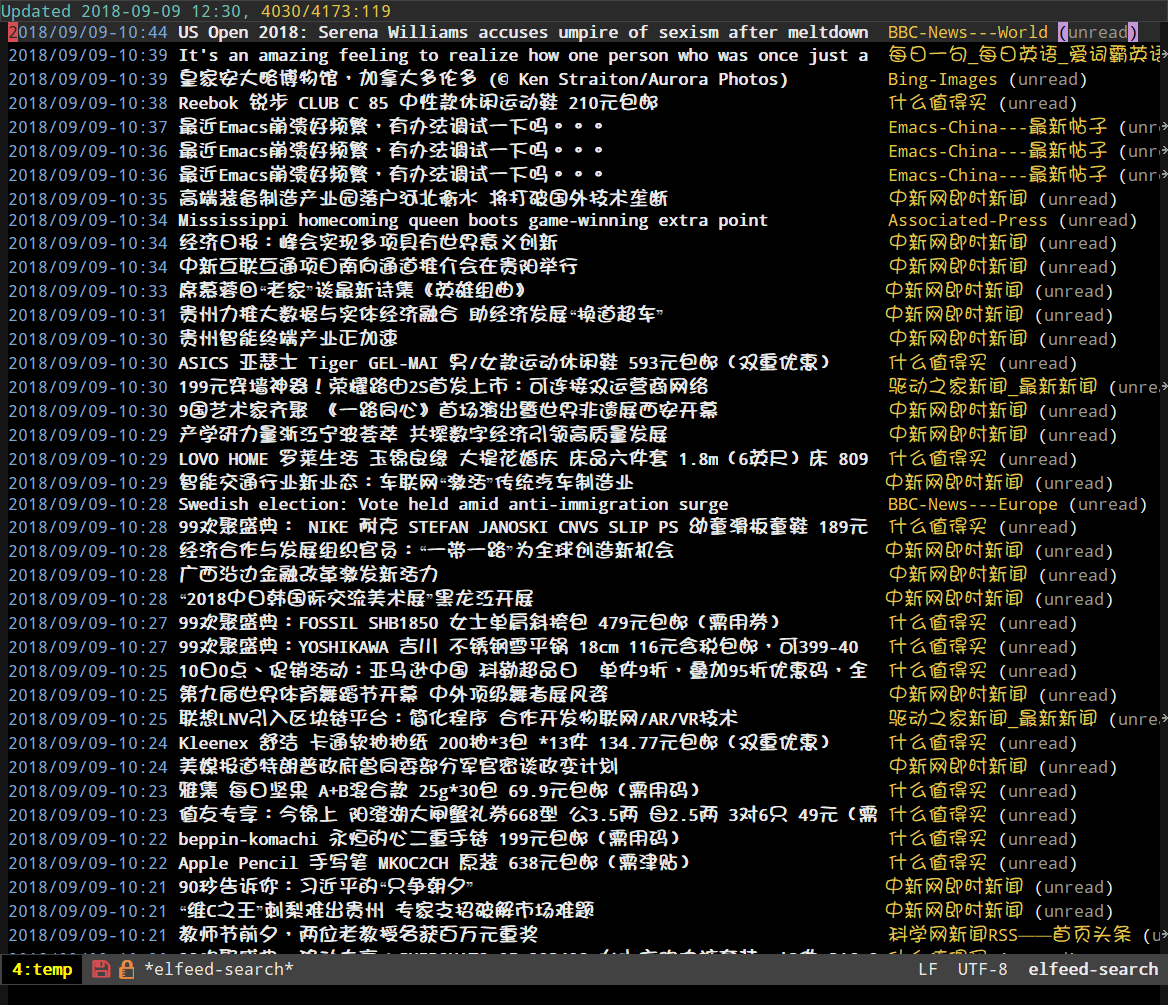 Updated 2018-09-09 12:30, 4030/4173:119
2018/09/09-10:44 US Open 2018: Serena Williams accuses umpire of sexism after meltdown BBC-News---World (unread)
2018/09/09-10:39 It's an amazing feeling to realize how one person who was once just a 每日一句_每日英语_爱词霸英语
2018/09/09-10:39 皇家安大略博物馆，加拿大多伦多 (© Ken Straiton/Aurora Photos) Bing-Images (unread)
2018/09/09-10:38 Reebok 锐步 CLUB C 85 中性款休闲运动鞋 210元包邮 什么值得买 (unread)
2018/09/09-10:37 最近Emacs崩溃好频繁，有办法调试一下吗。。。 Emacs-China---最新帖子 (unr
2018/09/09-10:36 最近Emacs崩溃好频繁，有办法调试一下吗。。。 Emacs-China---最新帖子 (unr
2018/09/09-10:36 最近Emacs崩溃好频繁，有办法调试一下吗。。。 Emacs-China---最新帖子 (unr
2018/09/09-10:35 高端装备制造产业园落户河北衡水 将打破国外技术垄断 中新网即时新闻 (unread)
2018/09/09-10:34 Mississippi homecoming queen boots game-winning extra point Associated-Press (unread)
2018/09/09-10:34 经济日报：峰会实现多项具有世界意义创新 中新网即时新闻 (unread)
2018/09/09-10:34 中新互联互通项目南向通道推介会在贵阳举行 中新网即时新闻 (unread)
2018/09/09-10:33 席慕蓉回“老家”谈最新诗集《英雄组曲》 中新网即时新闻 (unread)
2018/09/09-10:31 贵州力推大数据与实体经济融合 助经济发展“换道超车” 中新网即时新闻 (unread)
2018/09/09-10:30 贵州智能终端产业正加速 中新网即时新闻 (unread)
2018/09/09-10:30 ASICS 亚瑟士 Tiger GEL-MAI 男/女款运动休闲鞋 593元包邮（双重优惠） 什么值得买 (unread)
2018/09/09-10:30 199元穿墙神器！荣耀路由2S首发上市：可连接双运营商网络 驱动之家新闻_最新新闻 (unre
2018/09/09-10:30 9国艺术家齐聚 《一路同心》首场演出暨世界非遗展西安开幕 中新网即时新闻 (unread)
2018/09/09-10:29 产学研力量浙江宁波荟萃 共探数字经济引领高质量发展 中新网即时新闻 (unread)
2018/09/09-10:29 LOVO HOME 罗莱生活 玉锦良缘 大提花婚庆 床品六件套 1.8m（6英尺）床 809 什么值得买 (unread)
2018/09/09-10:29 智能交通行业新业态：车联网“激活”传统汽车制造业 中新网即时新闻 (unread)
2018/09/09-10:28 Swedish election: Vote held amid anti-immigration surge BBC-News---Europe (unread)
2018/09/09-10:28 99欢聚盛典： NIKE 耐克 STEFAN JANOSKI CNVS SLIP PS 幼童滑板童鞋 189元 什么值得买 (unread)
2018/09/09-10:28 经济合作与发展组织官员：“一带一路”为全球创造新机会 中新网即时新闻 (unread)
2018/09/09-10:28 广西沿边金融改革激发新活力 中新网即时新闻 (unread)
2018/09/09-10:28 “2018中日韩国际交流美术展”黑龙江开展 中新网即时新闻 (unread)
2018/09/09-10:27 99欢聚盛典：FOSSIL SHB1850 女士单肩斜挎包 479元包邮（需用券） 什么值得买 (unread)
2018/09/09-10:27 99欢聚盛典：YOSHIKAWA 吉川 不锈钢雪平锅 18cm 116元含税包邮，可399-40 什么值得买 (unread)
2018/09/09-10:25 10日0点、促销活动：亚马逊中国 科勒超品日  单件9折，叠加95折优惠码，全 什么值得买 (unread)
2018/09/09-10:25 第九届世界体育舞蹈节开幕 中外顶级舞者展风姿 中新网即时新闻 (unread)
2018/09/09-10:25 联想LNV引入区块链平台：简化程序 合作开发物联网/AR/VR技术 驱动之家新闻_最新新闻 (unre
2018/09/09-10:24 Kleenex 舒洁 卡通软抽抽纸 200抽*3包 *13件 134.77元包邮（双重优惠） 什么值得买 (unread)
2018/09/09-10:24 美媒报道特朗普政府曾同委部分军官密谈政变计划 中新网即时新闻 (unread)
2018/09/09-10:23 雅集 每日坚果 A+B混合款 25g*30包 69.9元包邮（需用码） 什么值得买 (unread)
2018/09/09-10:23 值友专享：今锦上 阳澄湖大闸蟹礼券668型 公3.5两 母2.5两 3对6只 49元（需 什么值得买 (unread)
2018/09/09-10:22 beppin-komachi 永恒的心二重手链 199元包邮（需用码） 什么值得买 (unread)
2018/09/09-10:22 Apple Pencil 手写笔 MK0C2CH 原装 638元包邮（需津贴） 什么值得买 (unread)
2018/09/09-10:21 90秒告诉你：习近平的“只争朝夕” 中新网即时新闻 (unread)
2018/09/09-10:21 “维C之王”刺梨难出贵州 专家支招破解市场难题 中新网即时新闻 (unread)
2018/09/09-10:21 教师节前夕，两位老教授各获百万元重奖 科学网新闻RSS——首页头条 (u
4:temp *elfeed-search* LF UTF-8 elfeed-search